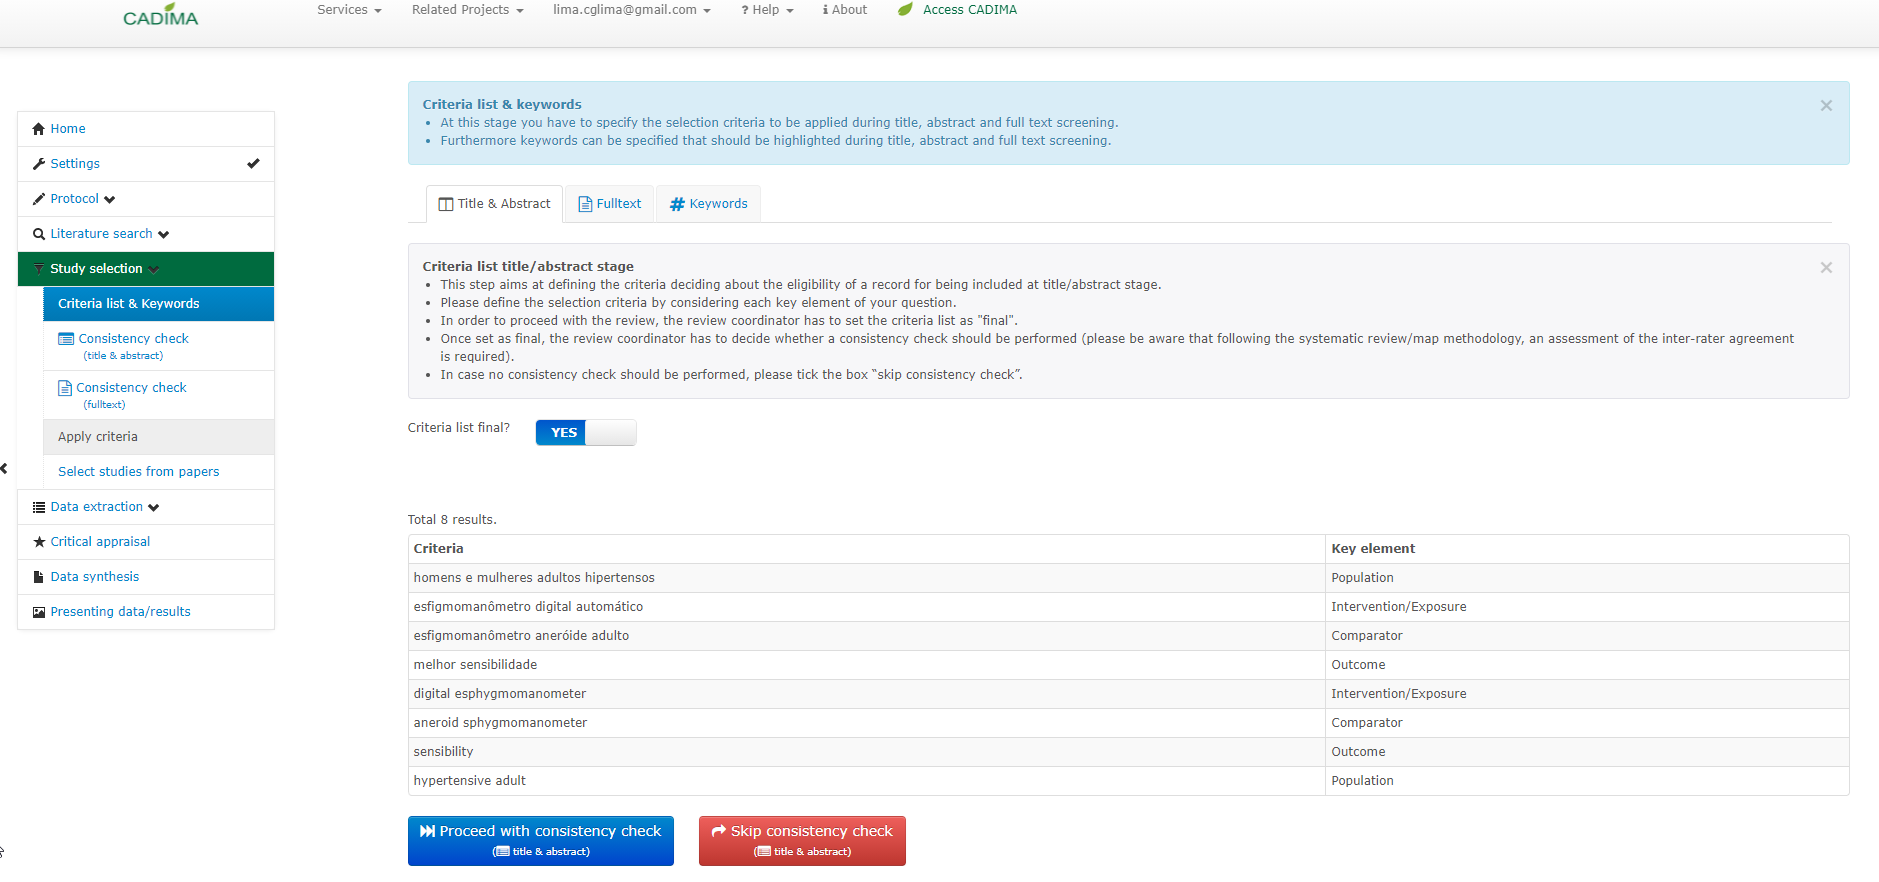 CADIMA
Services
Related Projects
lima.cglima@gmail.com
? Help
i About
Access CADIMA
Home
Settings
Protocol
Literature search
Study selection
Criteria list & Keywords
Consistency check
(title & abstract)
Consistency check
(fulltext)
Apply criteria
Select studies from papers
Data extraction
Critical appraisal
Data synthesis
Presenting data/results
Criteria list & keywords
×
• At this stage you have to specify the selection criteria to be applied during title, abstract and full text screening.
• Furthermore keywords can be specified that should be highlighted during title, abstract and full text screening.
Title & Abstract
Fulltext
# Keywords
Criteria list title/abstract stage
×
• This step aims at defining the criteria deciding about the eligibility of a record for being included at title/abstract stage.
• Please define the selection criteria by considering each key element of your question.
• In order to proceed with the review, the review coordinator has to set the criteria list as "final".
• Once set as final, the review coordinator has to decide whether a consistency check should be performed (please be aware that following the systematic review/map methodology, an assessment of the inter-rater agreement
is required).
• In case no consistency check should be performed, please tick the box “skip consistency check”.
Criteria list final?
YES
Total 8 results.
Criteria Key element
homens e mulheres adultos hipertensos Population
esfigmomanômetro digital automático Intervention/Exposure
esfigmomanômetro aneróide adulto Comparator
melhor sensibilidade Outcome
digital esphygmomanometer Intervention/Exposure
aneroid sphygmomanometer Comparator
sensibility Outcome
hypertensive adult Population
Proceed with consistency check
(title & abstract)
Skip consistency check
(title & abstract)